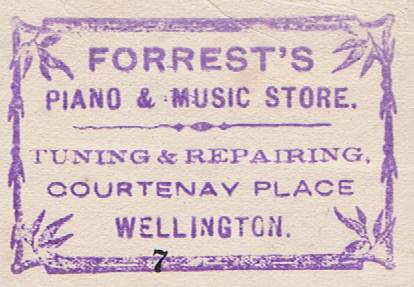 FORREST'S
PIANO & MUSIC STORE.
TUNING & REPAIRING,
COURTENAY PLACE
WELLINGTON.
7